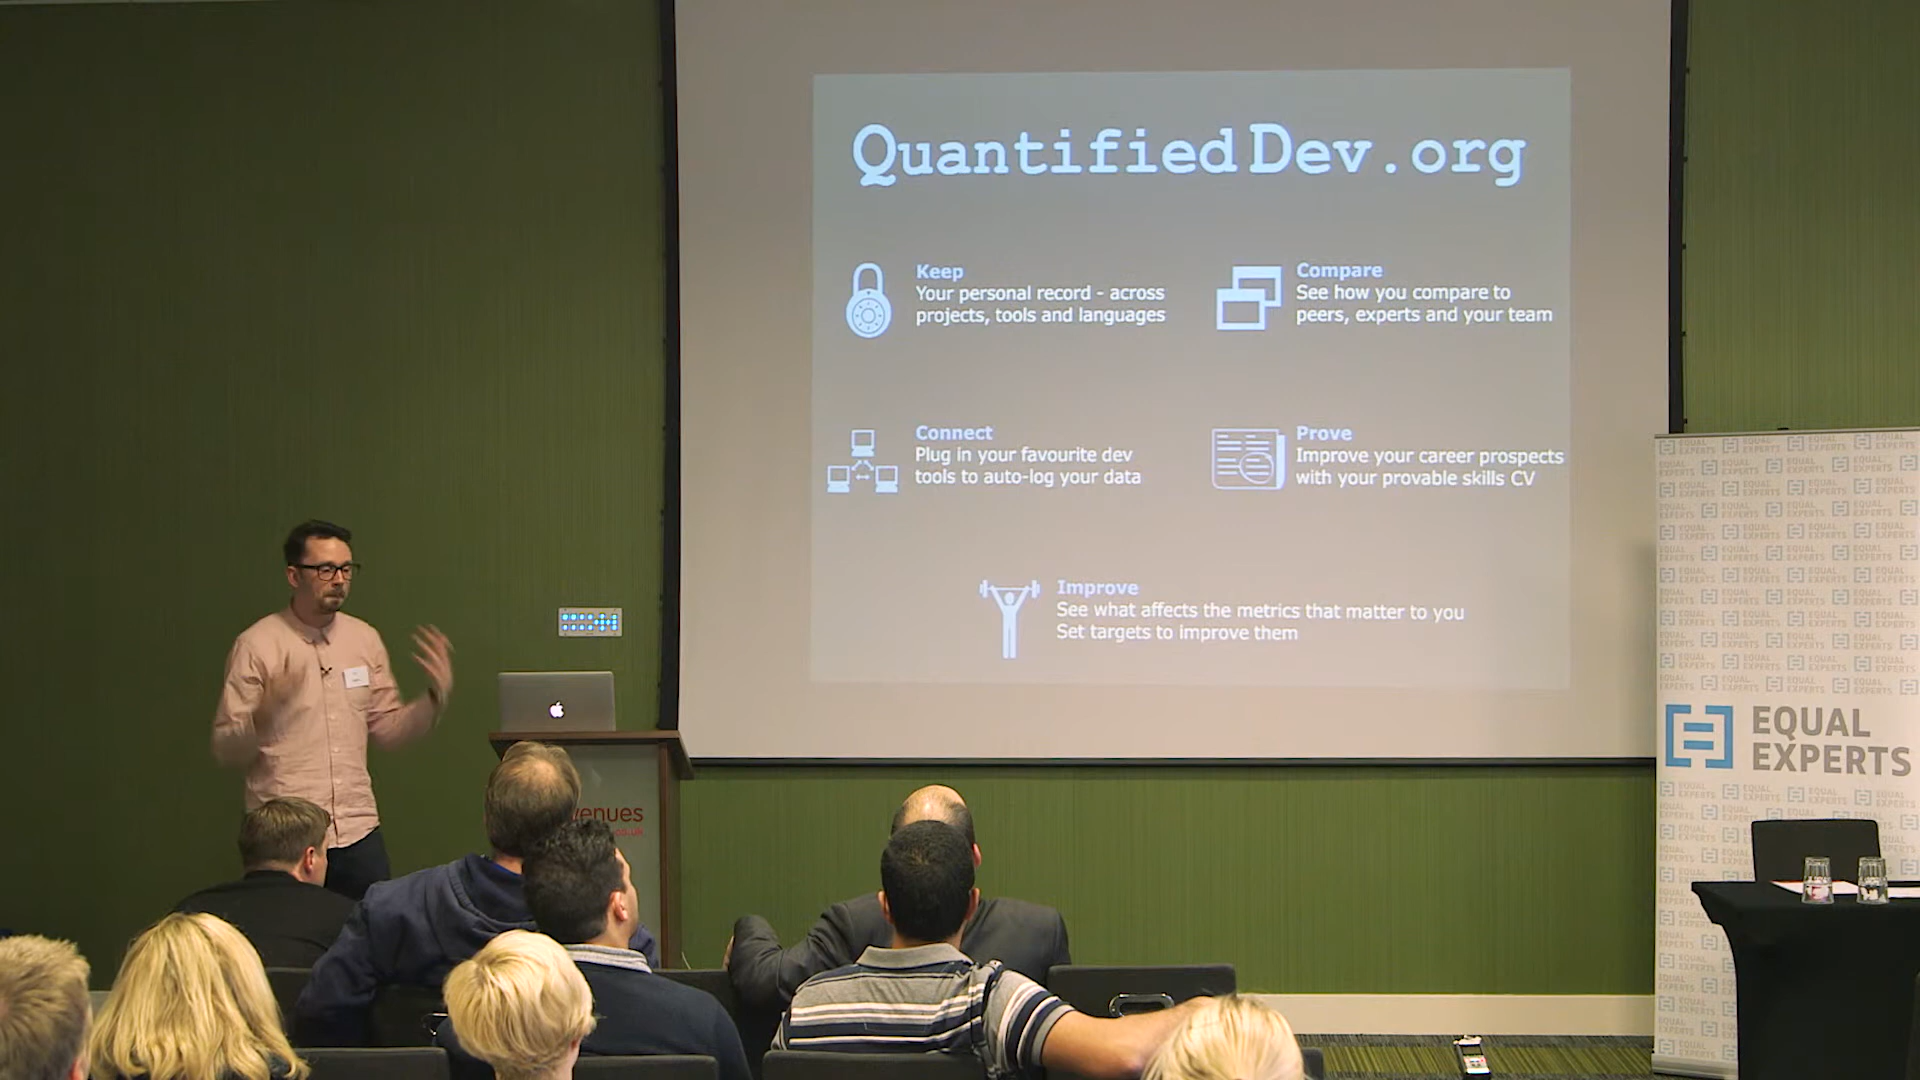 QuantifiedDev.org
Keep
Your personal record - across
projects, tools and languages
Compare
See how you compare to
peers, experts and your team
Connect
Plug in your favourite dev
tools to auto-log your data
Prove
Improve your career prospects
with your provable skills CV
Improve
See what affects the metrics that matter to you
Set targets to improve them
EQUAL
EXPERTS
venues
co.uk